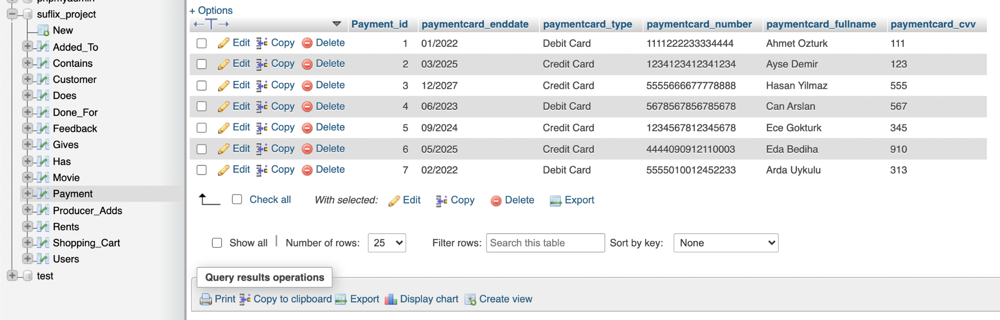 phpmyadmin
suflix_project
New
Added_To
Contains
Customer
Does
Done_For
Feedback
Gives
Has
Movie
Payment
Producer_Adds
Rents
Shopping_Cart
Users
test
+ Options
Payment_id paymentcard_enddate paymentcard_type paymentcard_number paymentcard_fullname paymentcard_cvv
Edit Copy Delete 1 01/2022 Debit Card 1111222233334444 Ahmet Ozturk 111
Edit Copy Delete 2 03/2025 Credit Card 1234123412341234 Ayse Demir 123
Edit Copy Delete 3 12/2027 Credit Card 5555666677778888 Hasan Yilmaz 555
Edit Copy Delete 4 06/2023 Debit Card 5678567856785678 Can Arslan 567
Edit Copy Delete 5 09/2024 Credit Card 1234567812345678 Ece Gokturk 345
Edit Copy Delete 6 05/2025 Credit Card 4444090912110003 Eda Bediha 910
Edit Copy Delete 7 02/2022 Debit Card 5555010012452233 Arda Uykulu 313
Check all With selected: Edit Copy Delete Export
Show all | Number of rows: 25 Filter rows: Search this table Sort by key: None
Query results operations
Print Copy to clipboard Export Display chart Create view